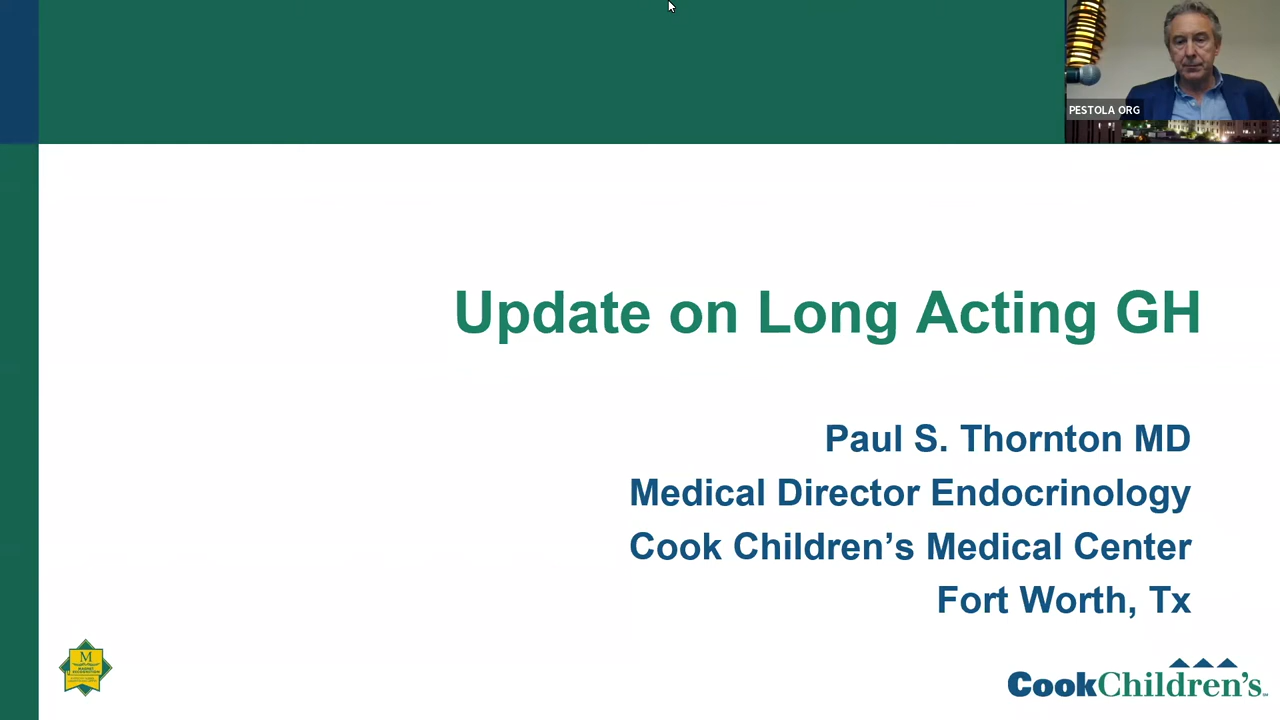 PESTOLA ORG
Update on Long Acting GH
Paul S. Thornton MD
Medical Director Endocrinology
Cook Children’s Medical Center
Fort Worth, Tx
M
CookChildren's